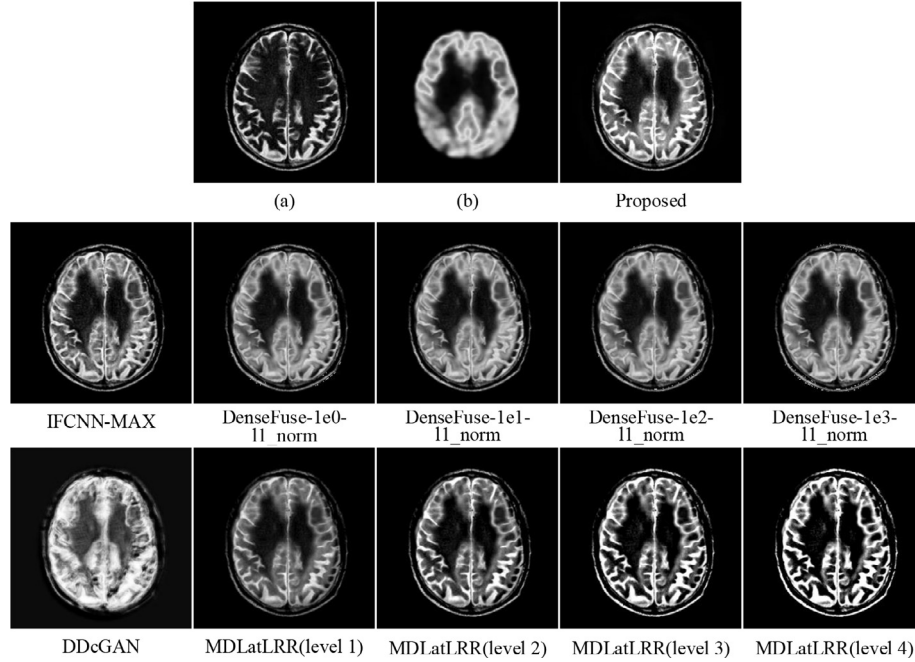 (a) (b) Proposed
IFCNN-MAX DenseFuse-1e0- DenseFuse-1e1- DenseFuse-1e2- DenseFuse-1e3-
l1_norm l1_norm l1_norm l1_norm
DDcGAN MDLatLRR(level 1) MDLatLRR(level 2) MDLatLRR(level 3) MDLatLRR(level 4)